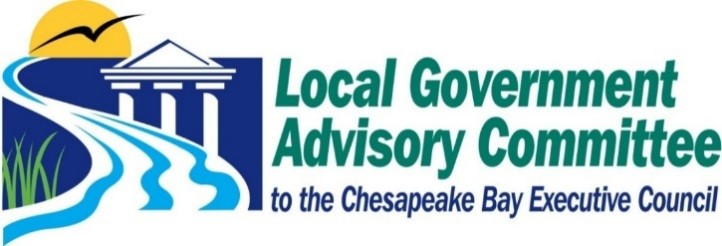 Local Government
Advisory Committee
to the Chesapeake Bay Executive Council